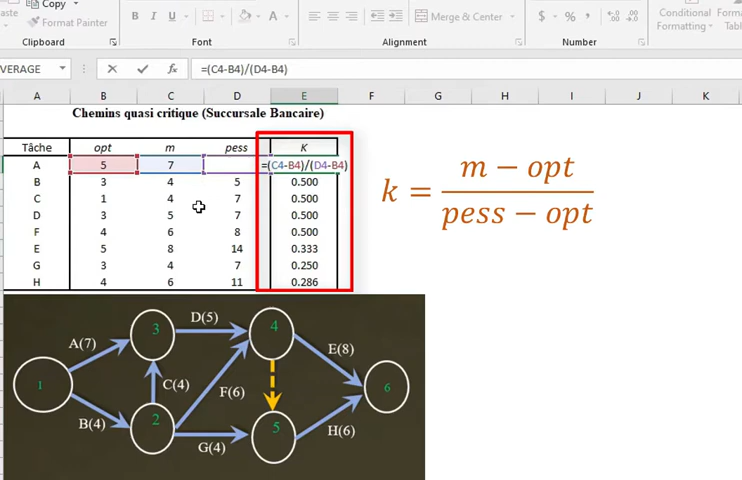 Copy
B I U
Merge & Center
$ % ,
Conditional
Format Painter
Formatting
Clipboard Font Alignment Number
VERAGE =(C4-B4)/(D4-B4)
A B C D E F G H I J K
Chemins quasi critique (Succursale Bancaire)
Tâche opt m pess K
A 5 7 =(C4-B4)/(D4-B4)
B 3 4 5 0.500
C 1 4 7 0.500
D 3 5 7 0.500
F 4 6 8 0.500
E 5 8 14 0.333
G 3 4 7 0.250
H 4 6 11 0.286
k = m − opt / pess − opt
D(5)
3 4
A(7) E(8)
1 C(4) F(6) 6
B(4) 2 5 H(6)
G(4)